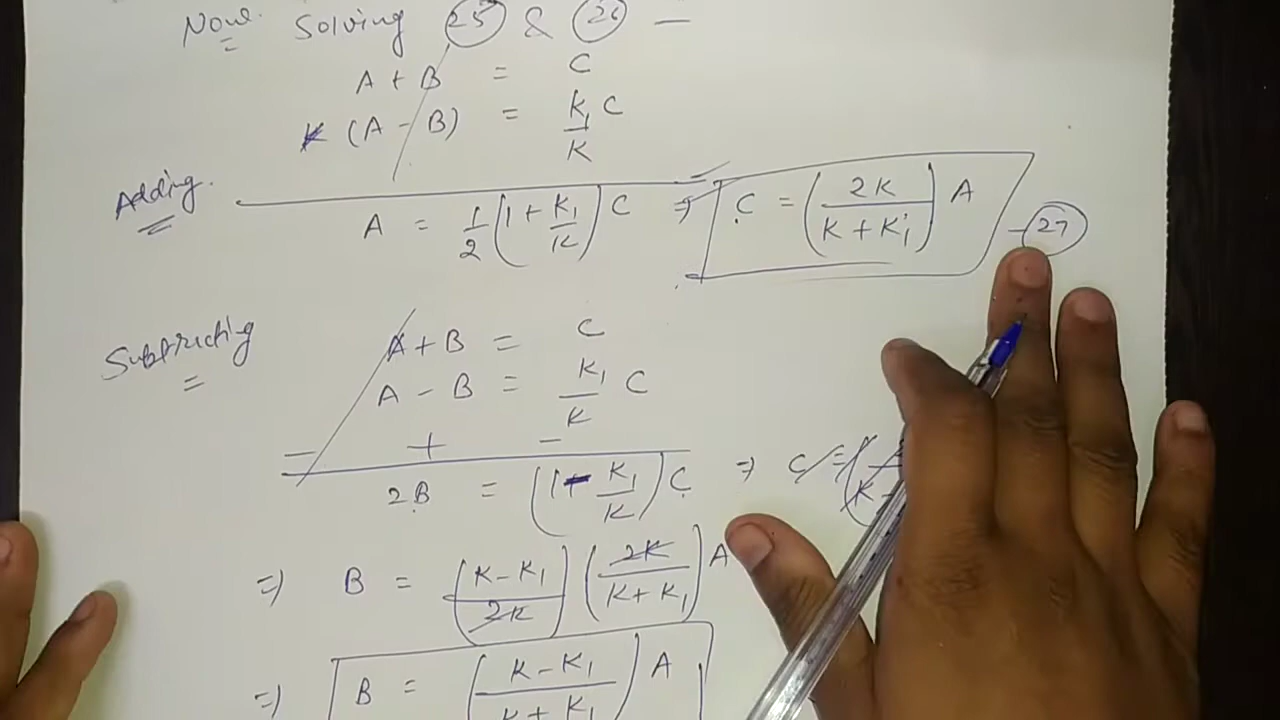 Now. Solving (25) & (26) —
A + B = C
K (A - B) = K₁/K C
Adding.
A = 1/2 (1 + K₁/K) C ⇒ C = (2K / (K + K₁)) A — (27)
Subtrcting
A + B = C
A - B = K₁/K C
- + -
2B = (1 - K₁/K) C ⇒ C = (
⇒ B = ((K - K₁) / 2K) (2K / (K + K₁)) A
⇒ B = ((K - K₁) / (K + K₁)) A